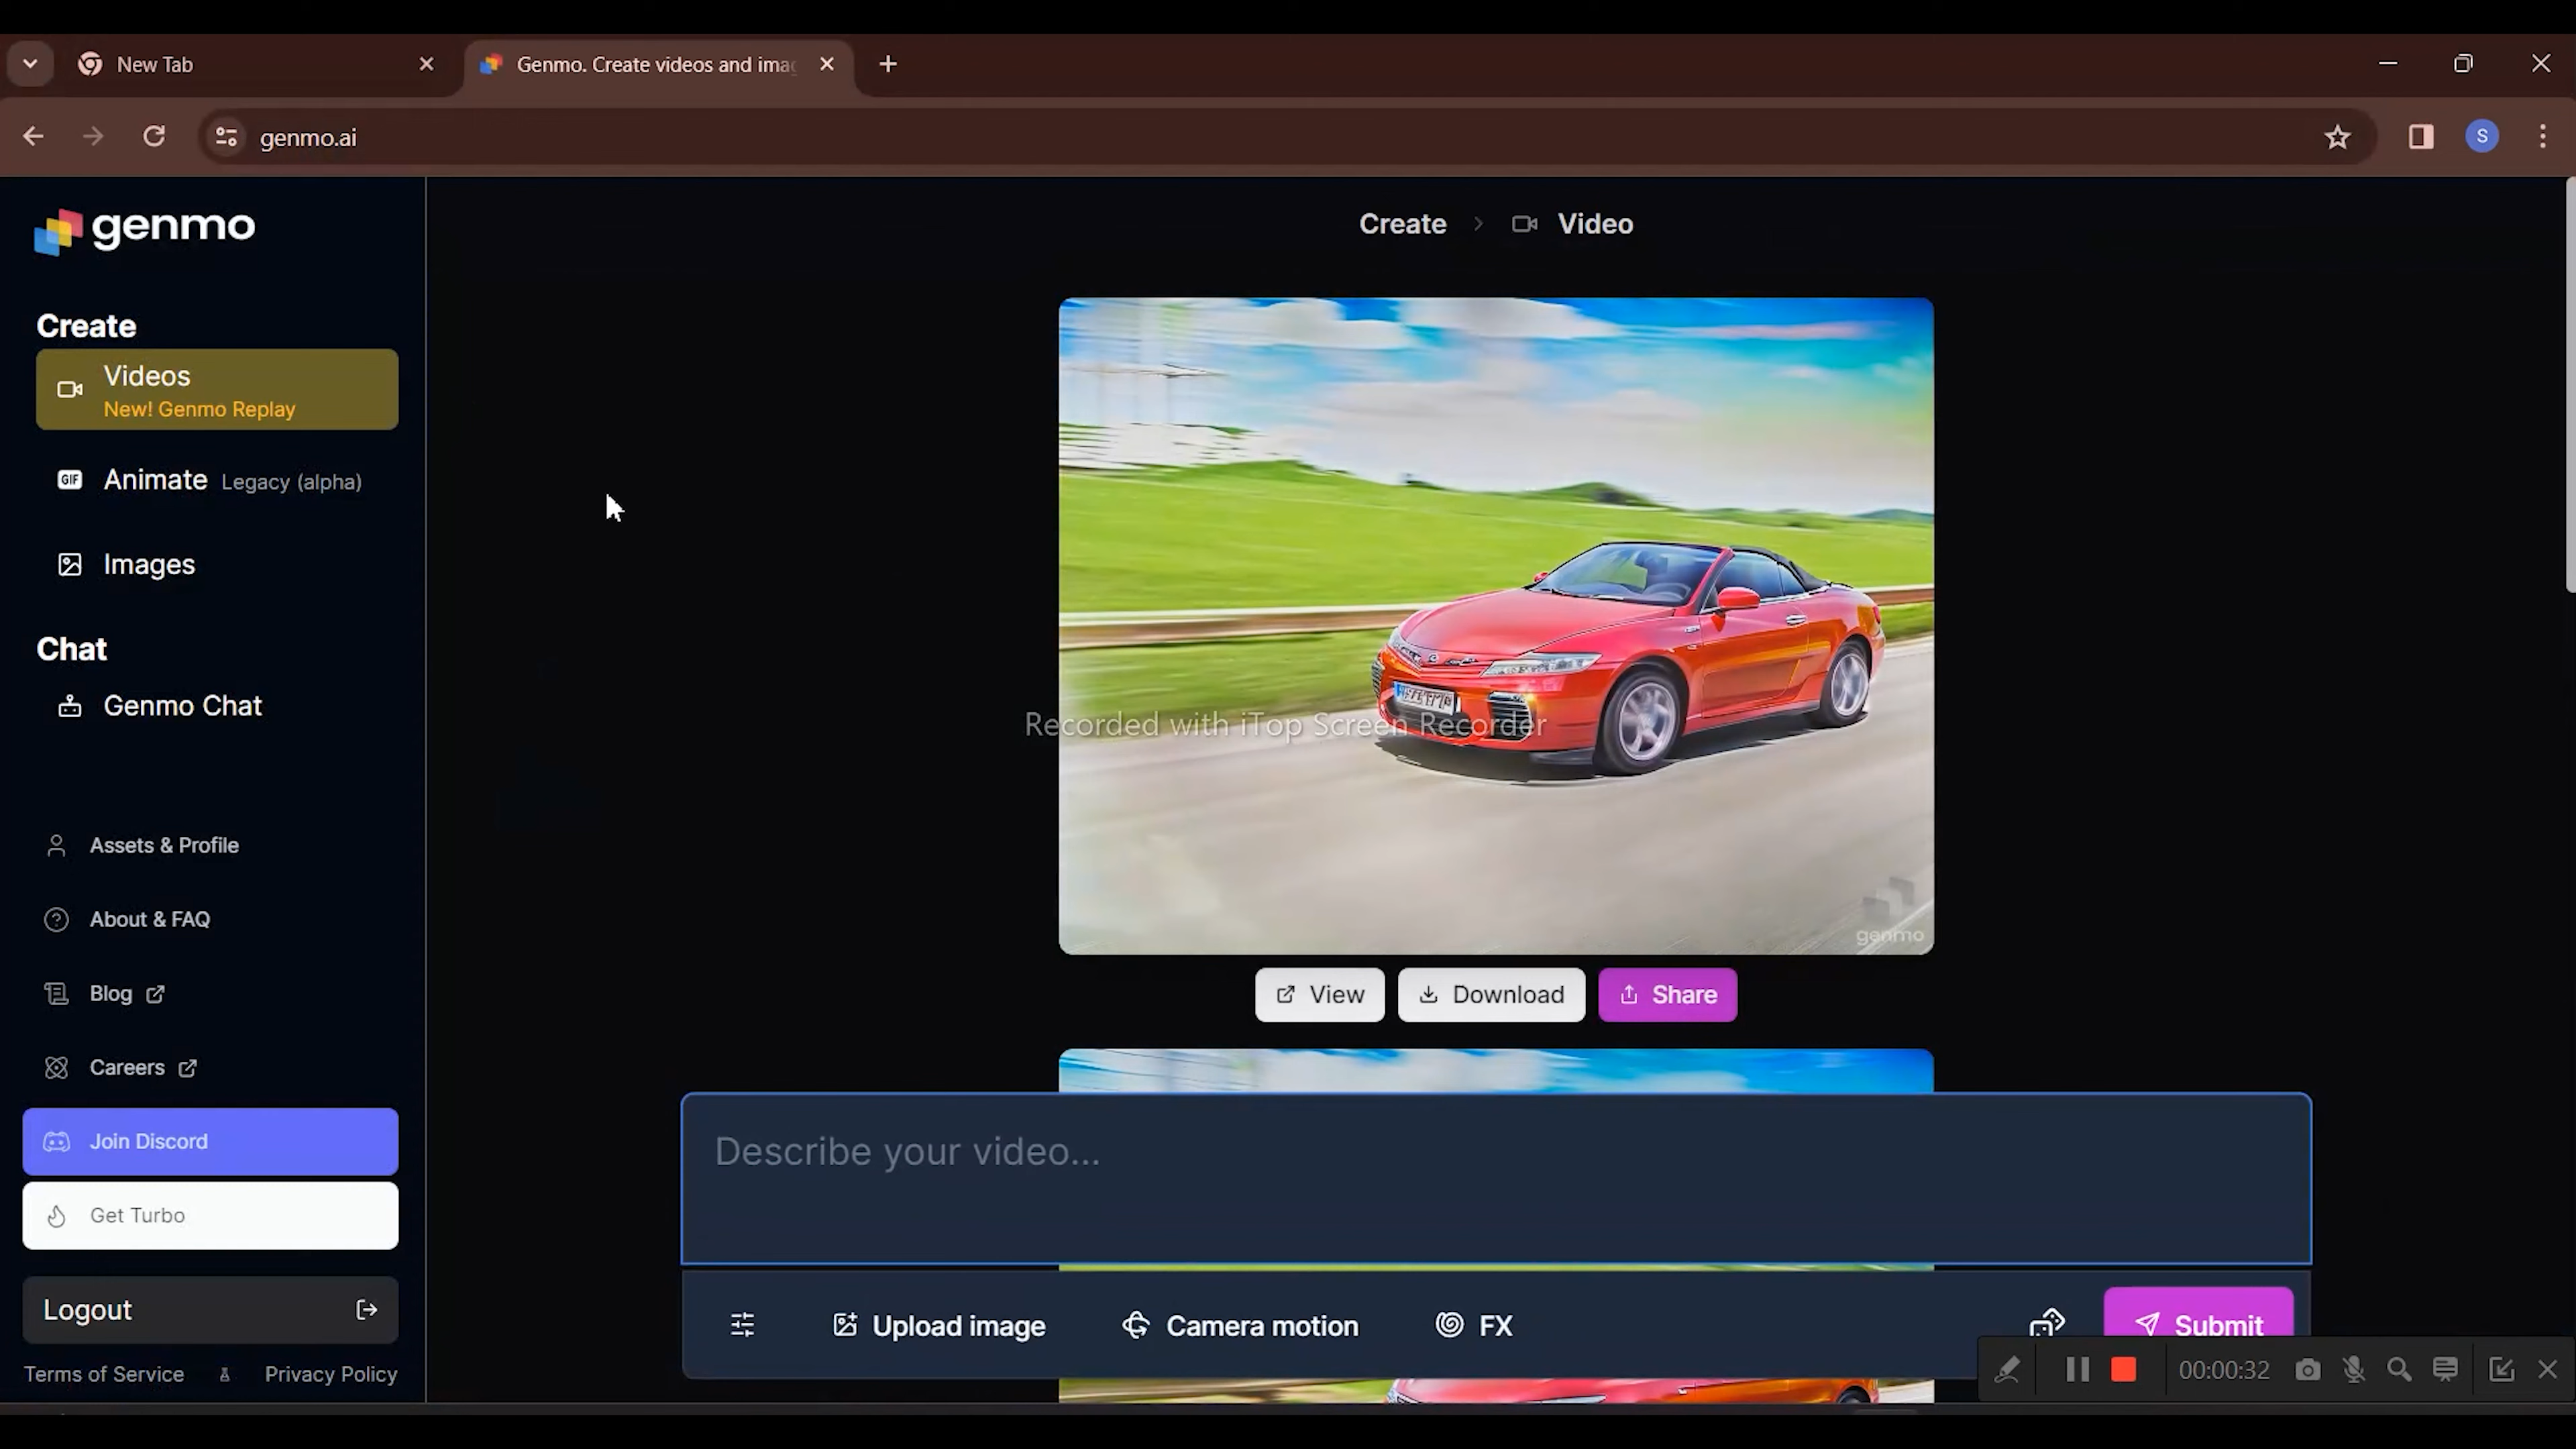 New Tab
Genmo. Create videos and imag
genmo.ai
S
genmo
Create
Videos
New! Genmo Replay
GIF
Animate Legacy (alpha)
Images
Chat
Genmo Chat
Assets & Profile
About & FAQ
Blog
Careers
Join Discord
Get Turbo
Logout
Terms of Service
Privacy Policy
Create
Video
Recorded with iTop Screen Recorder
genmo
View
Download
Share
Describe your video...
Upload image
Camera motion
FX
Submit
00:00:32